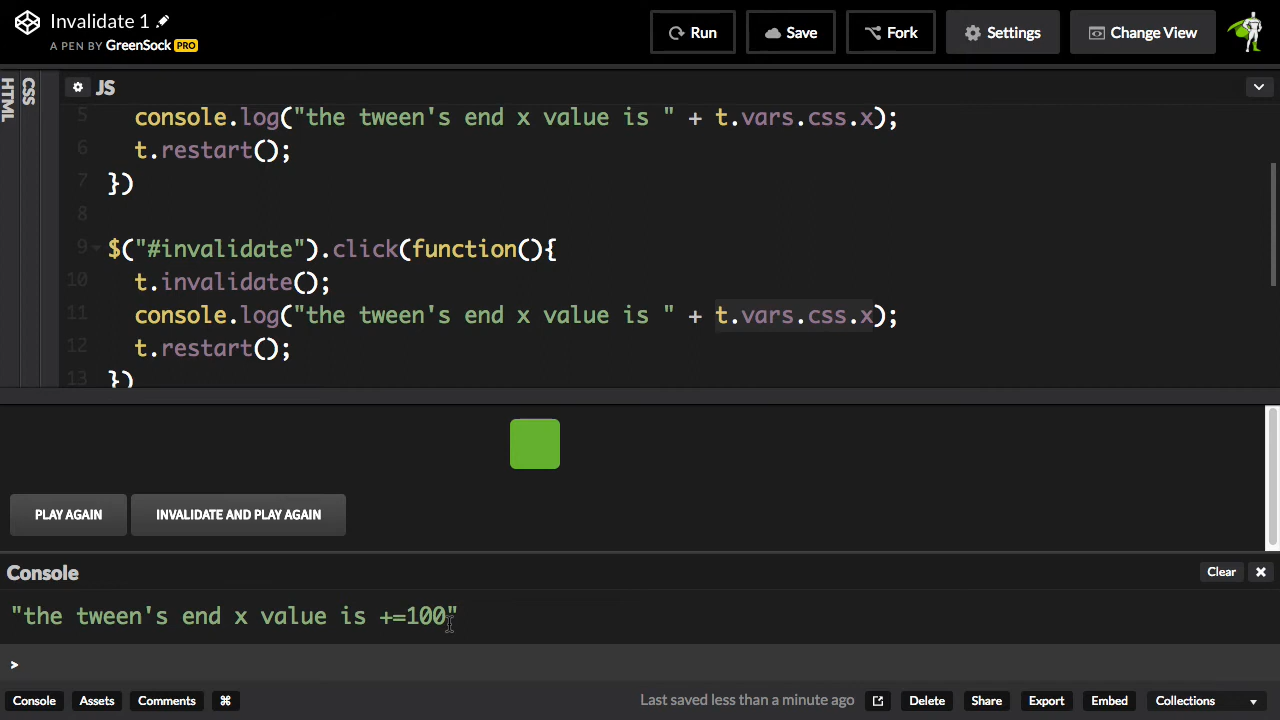 Invalidate 1
A PEN BY GreenSock PRO
Run
Save
Fork
Settings
Change View
HTML
CSS
JS
5 console.log("the tween's end x value is " + t.vars.css.x);
6 t.restart();
7 })
8
9 $("#invalidate").click(function(){
10 t.invalidate();
11 console.log("the tween's end x value is " + t.vars.css.x);
12 t.restart();
13 })
PLAY AGAIN
INVALIDATE AND PLAY AGAIN
Console
Clear
"the tween's end x value is +=100"
>
Console
Assets
Comments
⌘
Last saved less than a minute ago
Delete
Share
Export
Embed
Collections